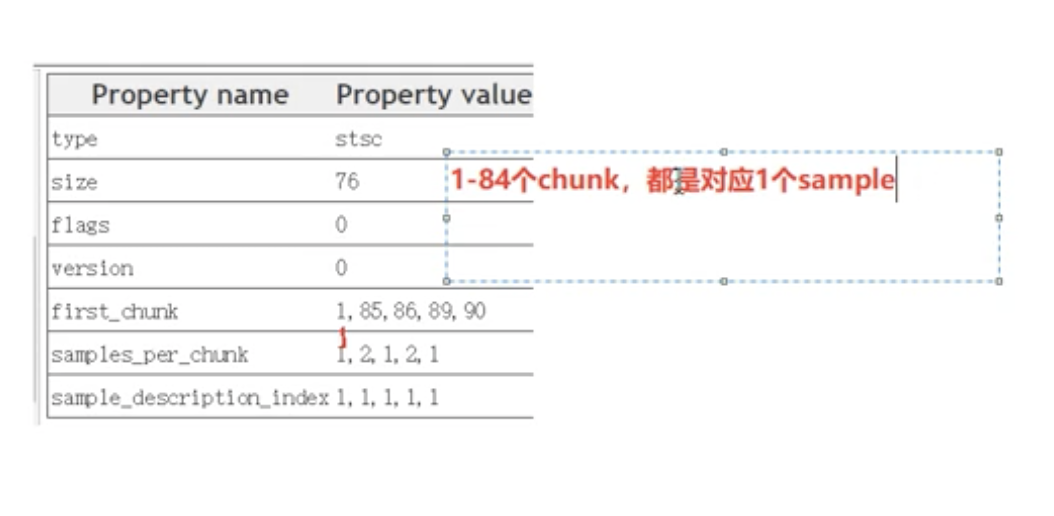 Property name Property value
type stsc
size 76
1-84个chunk，都是对应1个sample
flags 0
version 0
first_chunk 1, 85, 86, 89, 90
samples_per_chunk 1, 2, 1, 2, 1
sample_description_index 1, 1, 1, 1, 1